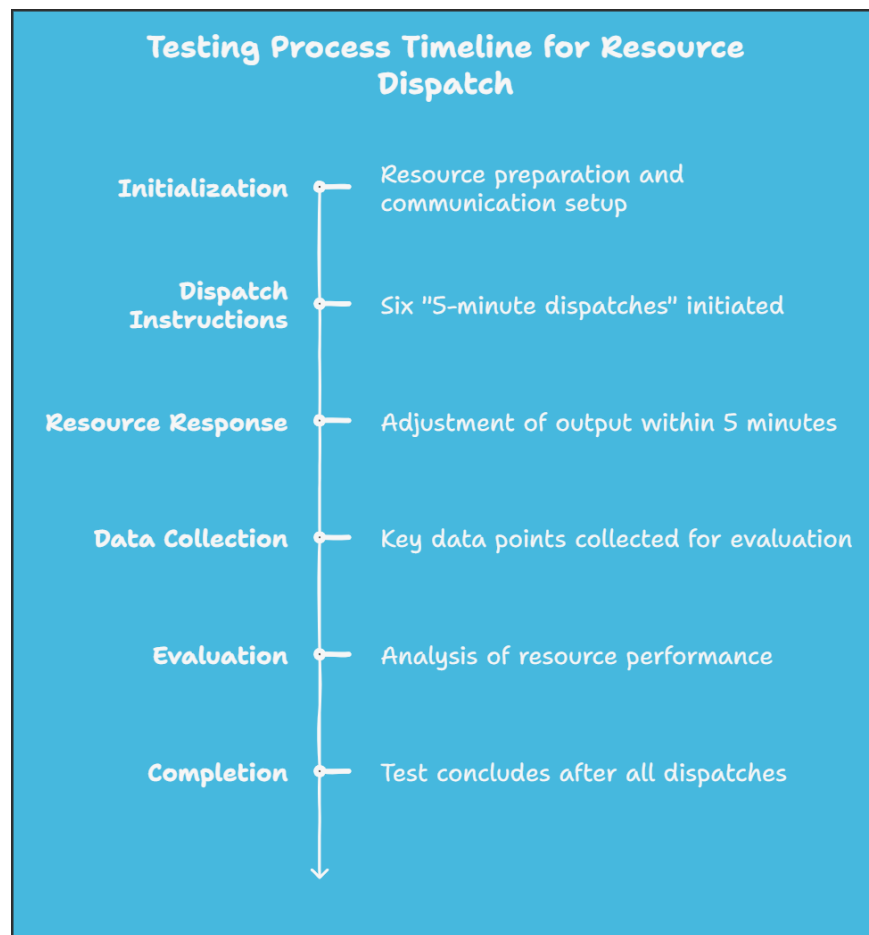 Testing Process Timeline for Resource
Dispatch
Initialization
Resource preparation and
communication setup
Dispatch
Instructions
Six "5-minute dispatches" initiated
Resource Response
Adjustment of output within 5 minutes
Data Collection
Key data points collected for evaluation
Evaluation
Analysis of resource performance
Completion
Test concludes after all dispatches